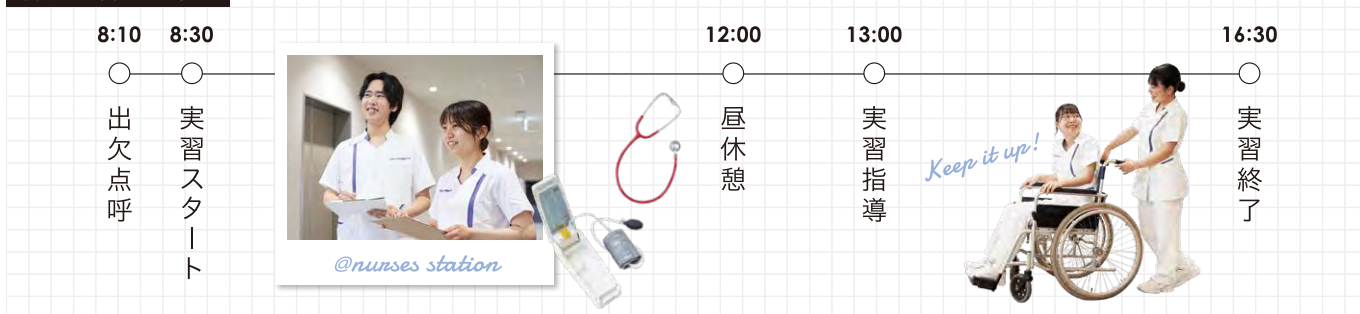 8:10
出欠点呼
8:30
実習スタート
@nurses station
12:00
昼休憩
13:00
実習指導
Keep it up!
16:30
実習終了